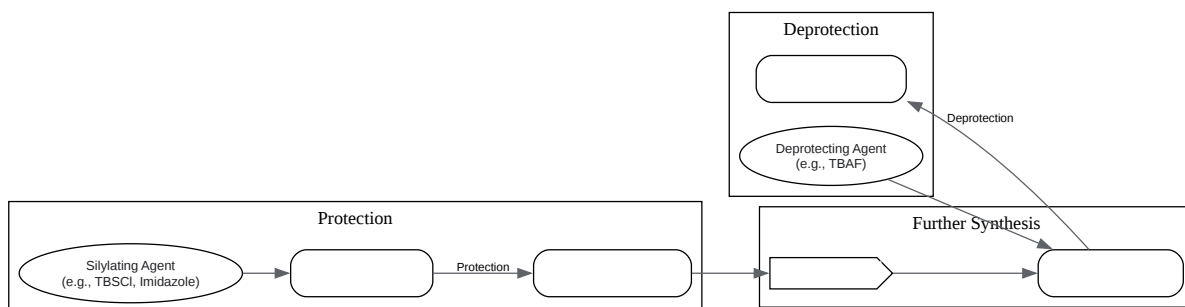 Deprotection
Deprotecting Agent
(e.g., TBAF)
Deprotection
Protection
Silylating Agent
(e.g., TBSCl, Imidazole)
Protection
Further Synthesis